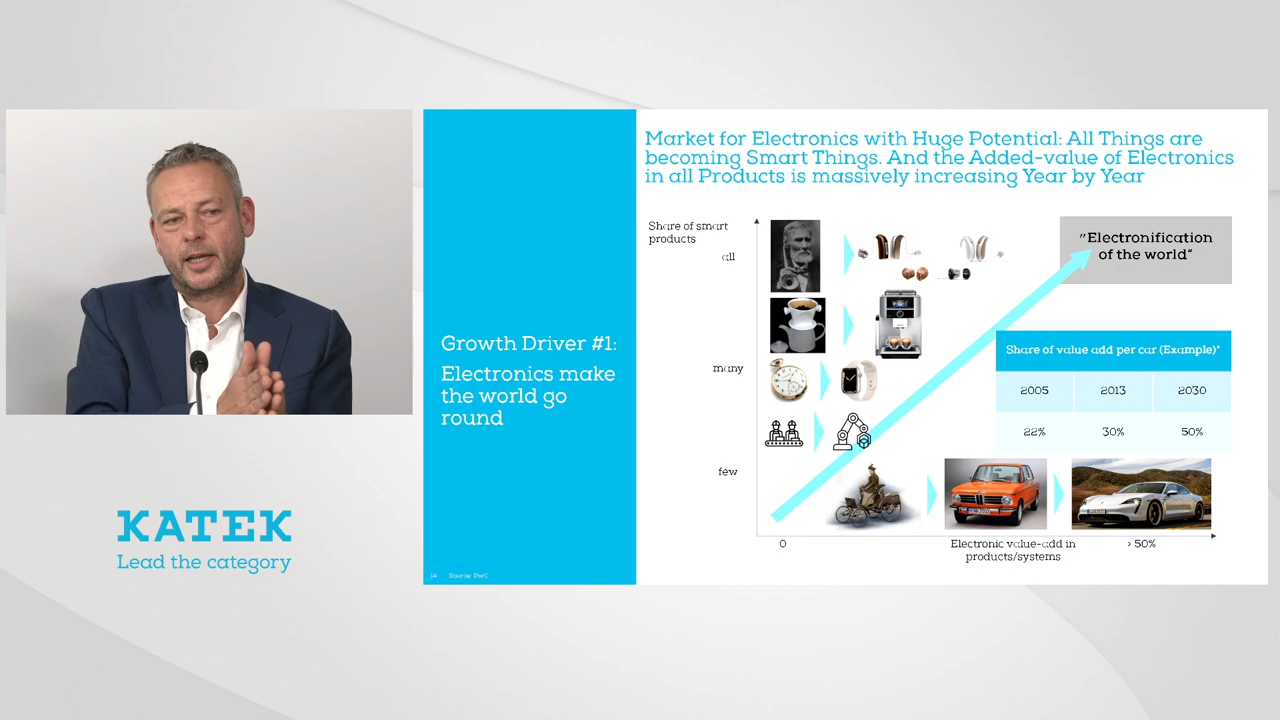 KATEK
Lead the category
Growth Driver #1:
Electronics make
the world go
round
14 Source: PwC
Market for Electronics with Huge Potential: All Things are
becoming Smart Things. And the Added-value of Electronics
in all Products is massively increasing Year by Year
Share of smart
products
all
many
few
"Electronification
of the world"
Share of value add per car (Example)*
2005 2013 2030
22% 30% 50%
0
Electronic value-add in
products/systems
> 50%